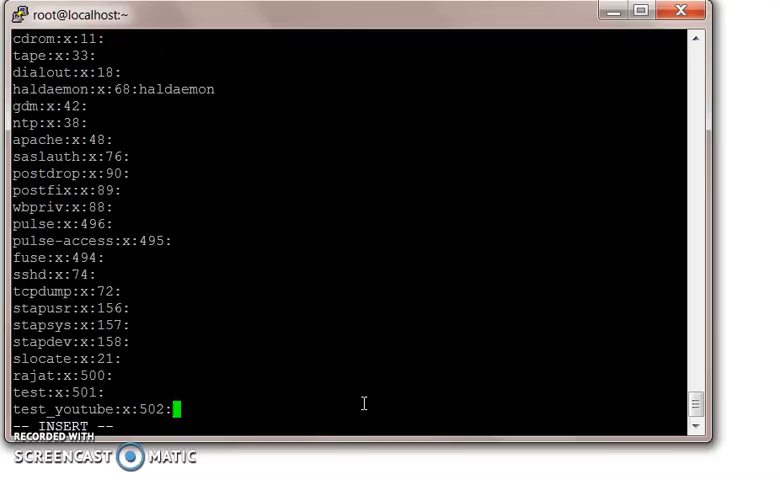 root@localhost:~
cdrom:x:11:
tape:x:33:
dialout:x:18:
haldaemon:x:68:haldaemon
gdm:x:42:
ntp:x:38:
apache:x:48:
saslauth:x:76:
postdrop:x:90:
postfix:x:89:
wbpriv:x:88:
pulse:x:496:
pulse-access:x:495:
fuse:x:494:
sshd:x:74:
tcpdump:x:72:
stapusr:x:156:
stapsys:x:157:
stapdev:x:158:
slocate:x:21:
rajat:x:500:
test:x:501:
test_youtube:x:502:
-- INSERT --
RECORDED WITH
SCREENCAST MATIC